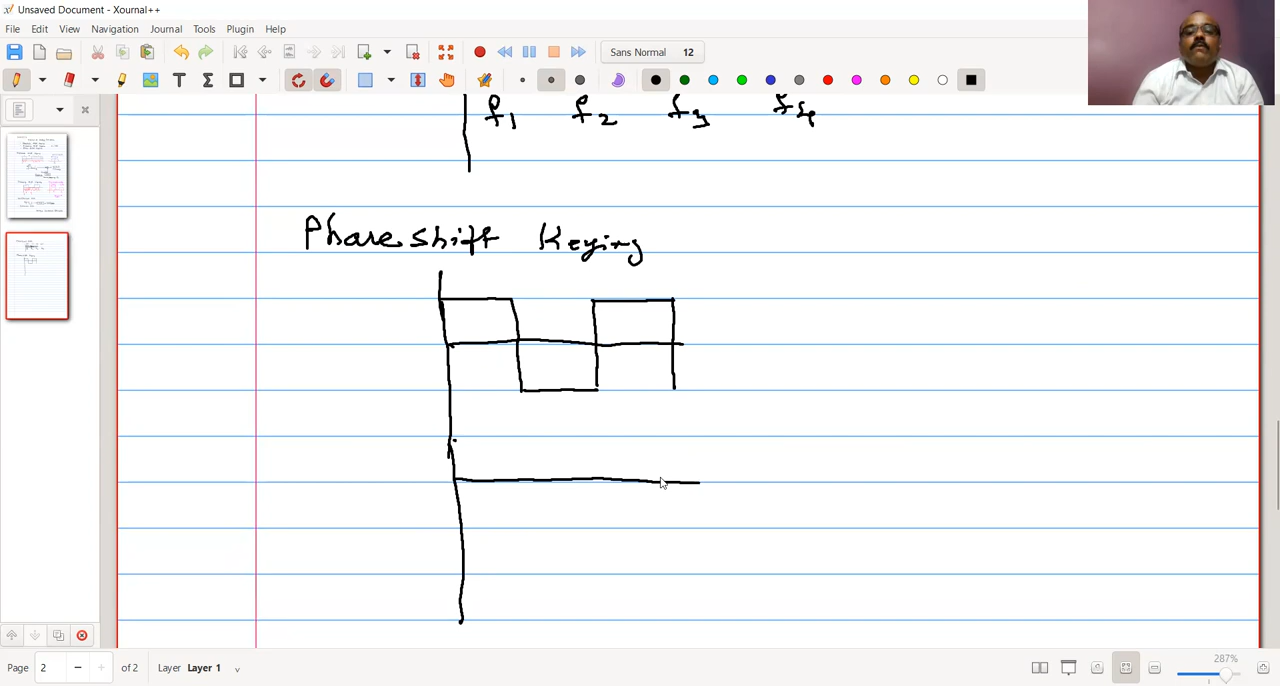 Unsaved Document - Xournal++
File Edit View Navigation Journal Tools Plugin Help
Sans Normal 12
f1 f2 f3 f4
Phase shift Keying
287%
Page 2 of 2 Layer Layer 1